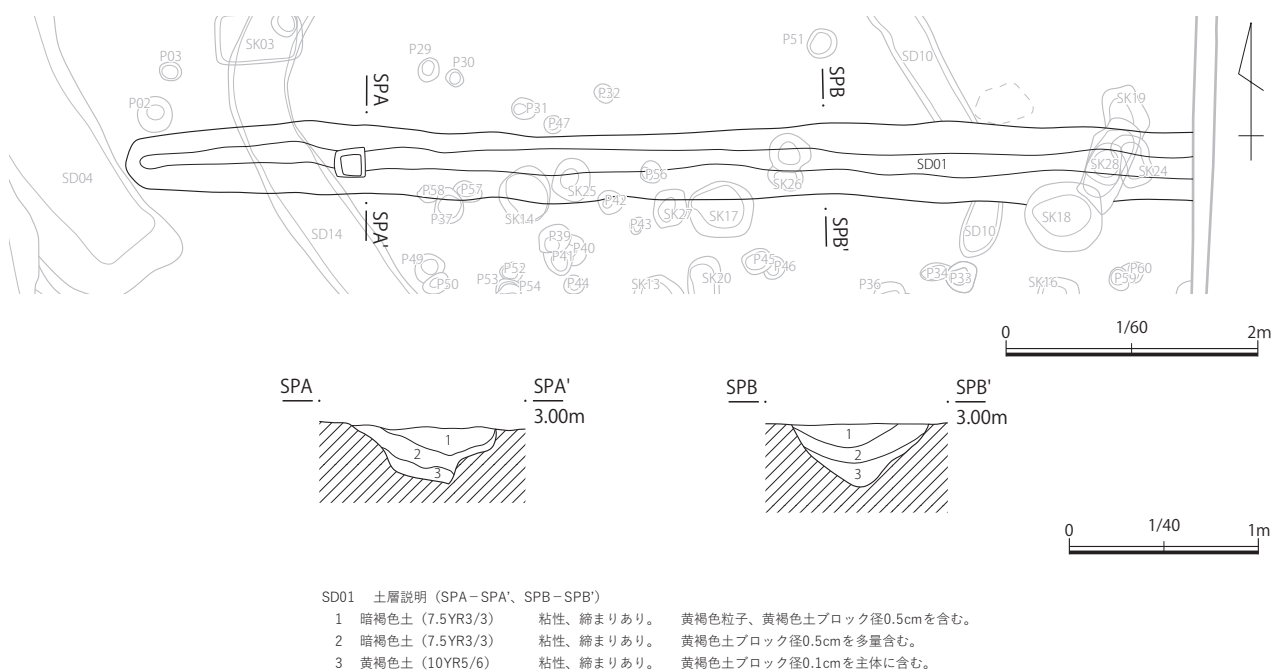 SK03
P03
P02
SD04
SD14
P29
P30
SPA
P31
P32
P47
P51
SPB
SD10
SK19
SK28
SK24
SD01
SK26
P56
SK25
P58
P57
P37
SK14
P42
SK27
SK17
P43
SK18
SD10
SPA'
SPB'
P39
P40
P41
P49
P50
P52
P53
P54
P44
SK13
SK20
P45
P46
P36
P34
P33
SK16
P60
P59
0 1/60 2m
SPA SPA'
3.00m
1
2
3
SPB SPB'
3.00m
1
2
3
0 1/40 1m
SD01 土層説明（SPA－SPA'、SPB－SPB'）
1 暗褐色土（7.5YR3/3） 粘性、締まりあり。 黄褐色粒子、黄褐色土ブロック径0.5cmを含む。
2 暗褐色土（7.5YR3/3） 粘性、締まりあり。 黄褐色土ブロック径0.5cmを多量含む。
3 黄褐色土（10YR5/6） 粘性、締まりあり。 黄褐色土ブロック径0.1cmを主体に含む。